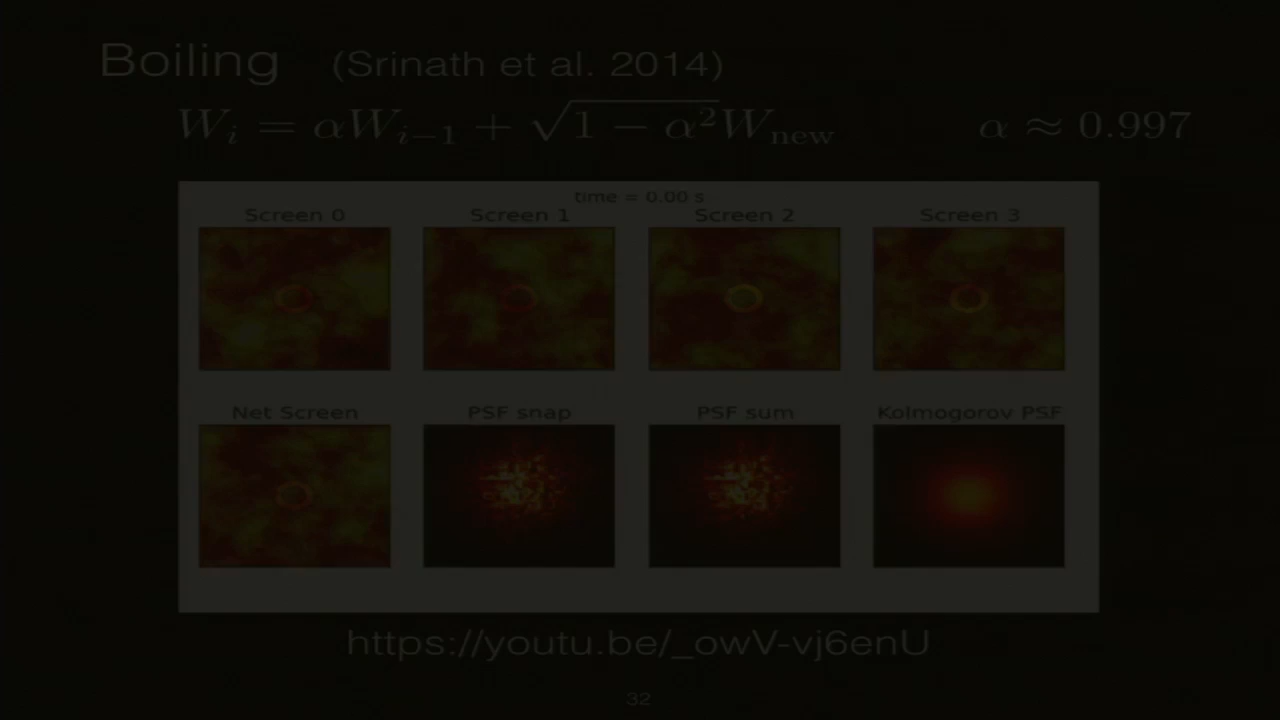 Boiling (Srinath et al. 2014)
W_i = αW_{i−1} + √(1 − α²)W_new α ≈ 0.997
time = 0.00 s
Screen 0 Screen 1 Screen 2 Screen 3
Net Screen PSF snap PSF sum Kolmogorov PSF
https://youtu.be/_owV-vj6enU
32